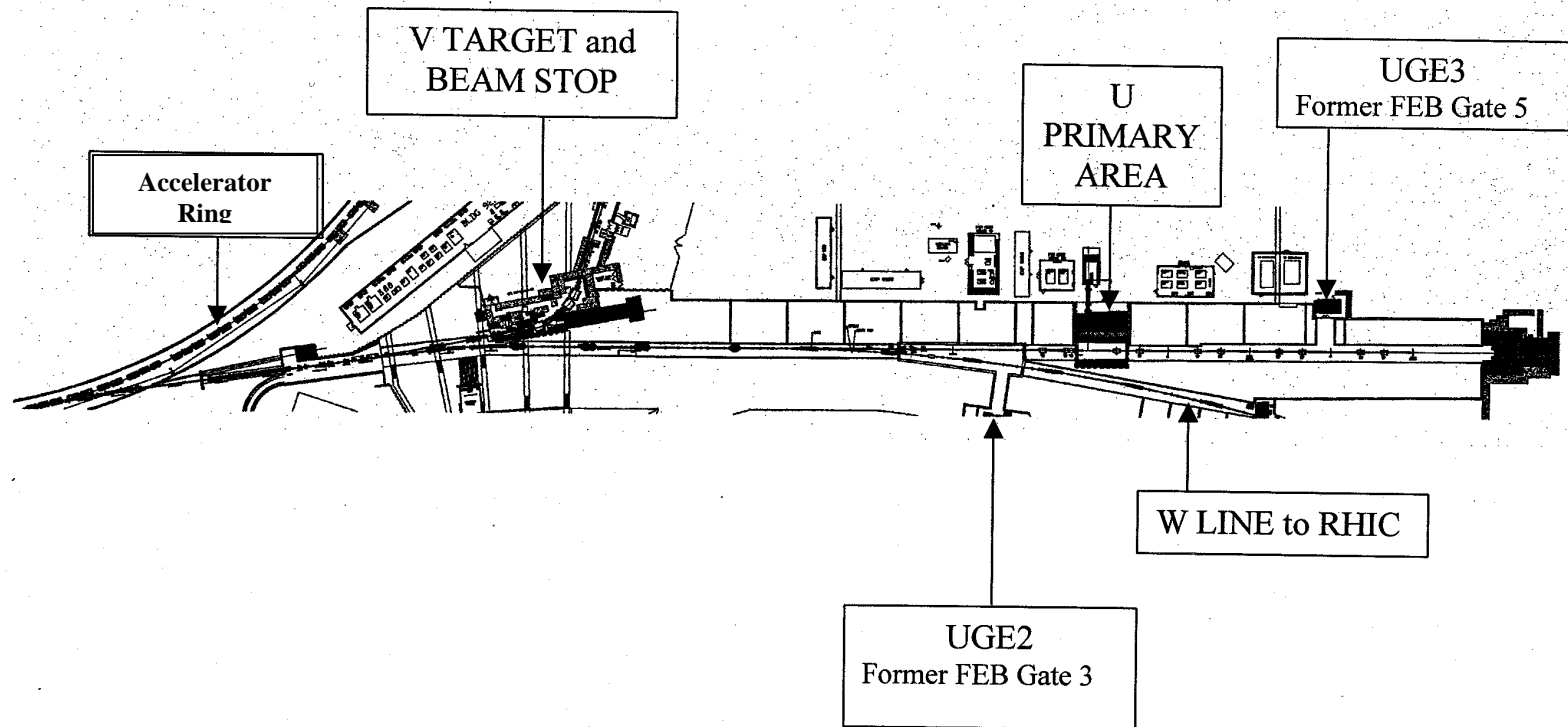 V TARGET and
BEAM STOP
UGE3
Former FEB Gate 5
U
PRIMARY
AREA
Accelerator
Ring
W LINE to RHIC
UGE2
Former FEB Gate 3